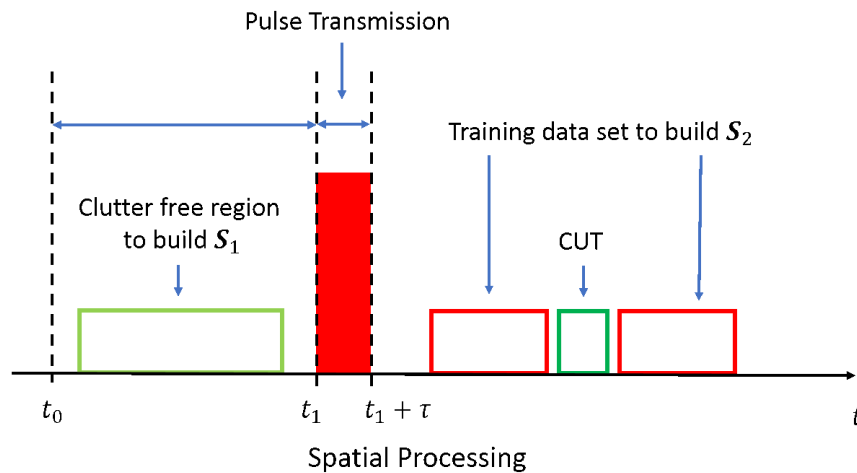 Pulse Transmission
Training data set to build S₂
Clutter free region
to build S₁
CUT
t₀
t₁
t₁ + τ
t
Spatial Processing